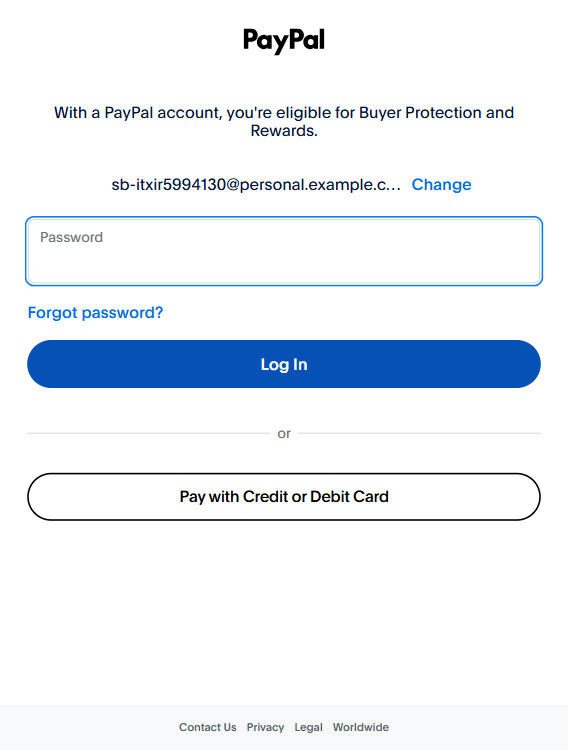 PayPal
With a PayPal account, you're eligible for Buyer Protection and
Rewards.
sb-itxir5994130@personal.example.c... Change
Password
Forgot password?
Log In
or
Pay with Credit or Debit Card
Contact Us Privacy Legal Worldwide